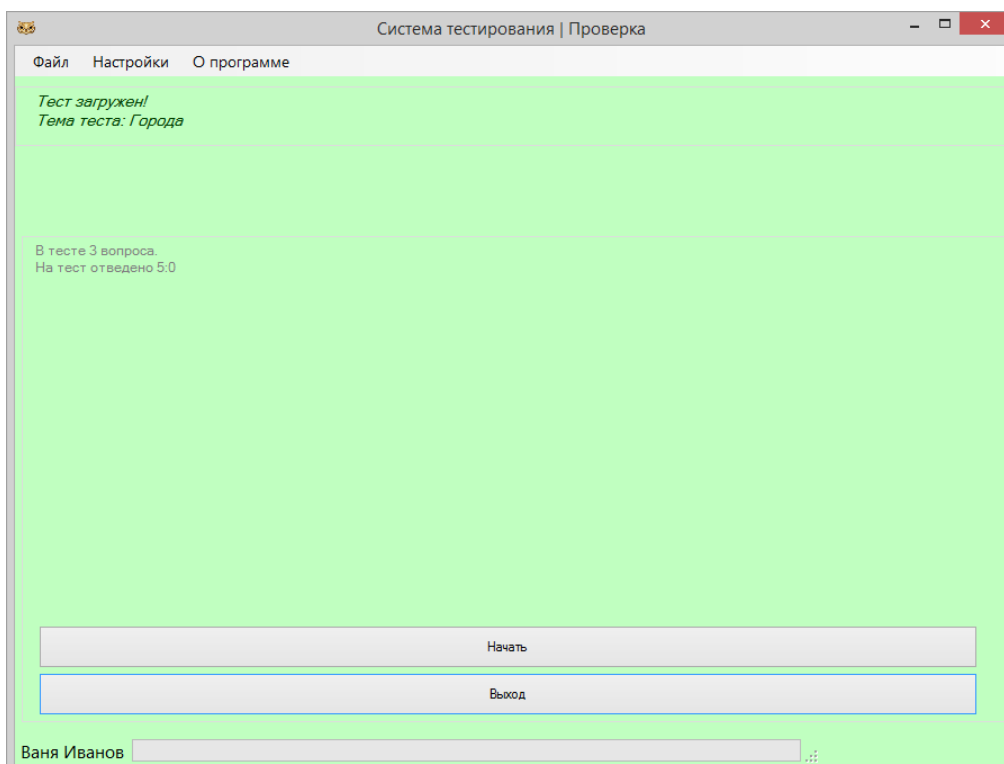 Система тестирования | Проверка
Файл Настройки О программе
Тест загружен!
Тема теста: Города
В тесте 3 вопроса.
На тест отведено 5:0
Начать
Выход
Ваня Иванов